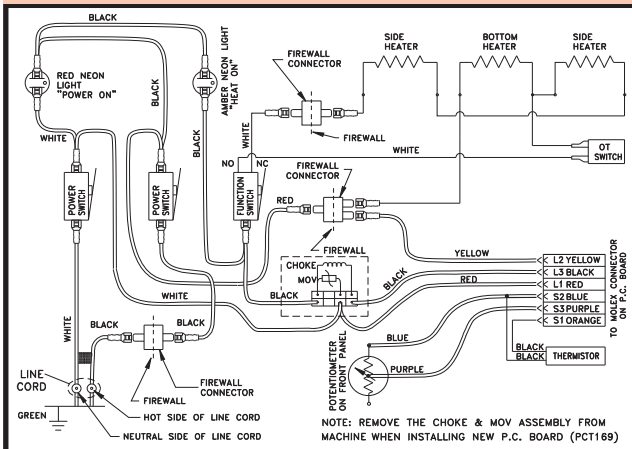 BLACK
RED NEON
LIGHT
"POWER ON"
BLACK
AMBER NEON LIGHT
"HEAT ON"
FIREWALL
CONNECTOR
SIDE
HEATER
BOTTOM
HEATER
SIDE
HEATER
FIREWALL
WHITE
BLACK
WHITE
WHITE
OT
SWITCH
NO
NC
POWER
SWITCH
POWER
SWITCH
FUNCTION
SWITCH
FIREWALL
CONNECTOR
RED
FIREWALL
YELLOW
CHOKE
MOV
BLACK
BLACK
RED
WHITE
L2 YELLOW
L3 BLACK
L1 RED
S2 BLUE
S3 PURPLE
S1 ORANGE
TO MOLEX CONNECTOR
ON P.C. BOARD
WHITE
BLACK
BLACK
BLUE
PURPLE
BLACK
BLACK
THERMISTOR
POTENTIOMETER
ON FRONT PANEL
LINE
CORD
FIREWALL
FIREWALL
CONNECTOR
GREEN
HOT SIDE OF LINE CORD
NEUTRAL SIDE OF LINE CORD
NOTE: REMOVE THE CHOKE & MOV ASSEMBLY FROM
MACHINE WHEN INSTALLING NEW P.C. BOARD (PCT169)